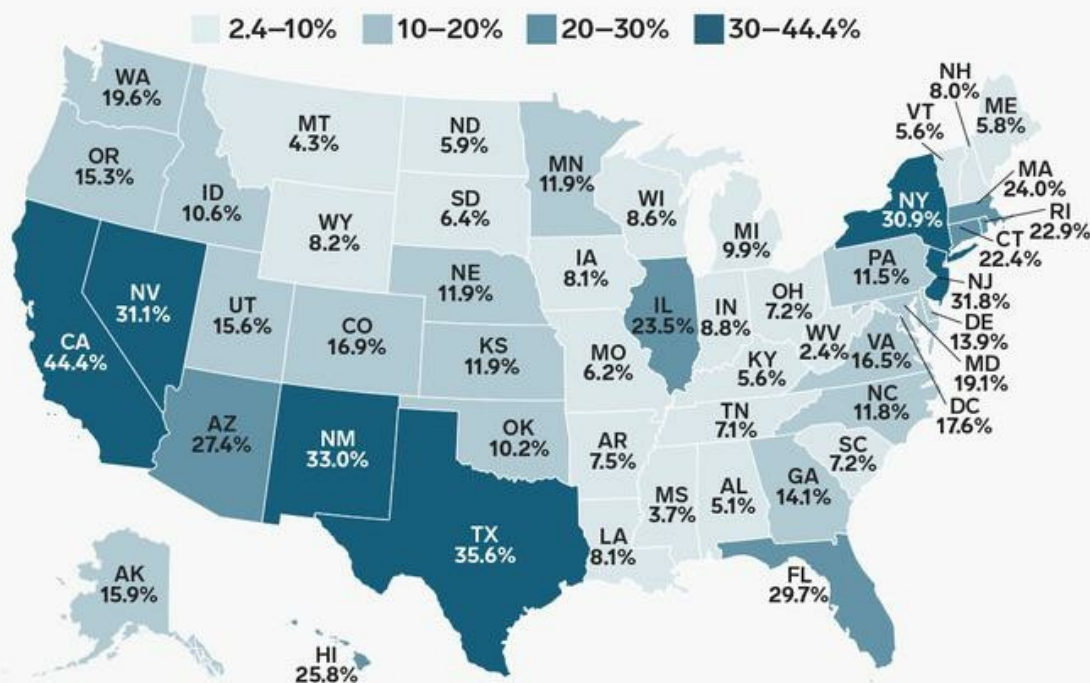 2.4–10% 10–20% 20–30% 30–44.4%
WA
19.6%
OR
15.3%
ID
10.6%
MT
4.3%
ND
5.9%
SD
6.4%
WY
8.2%
MN
11.9%
WI
8.6%
MI
9.9%
NH
8.0%
VT
5.6%
ME
5.8%
MA
24.0%
RI
22.9%
CT
22.4%
NY
30.9%
PA
11.5%
NJ
31.8%
DE
13.9%
MD
19.1%
DC
17.6%
NE
11.9%
IA
8.1%
IL
23.5%
IN
8.8%
OH
7.2%
WV
2.4%
VA
16.5%
NV
31.1%
CA
44.4%
UT
15.6%
CO
16.9%
KS
11.9%
MO
6.2%
KY
5.6%
NC
11.8%
TN
7.1%
SC
7.2%
AZ
27.4%
NM
33.0%
OK
10.2%
AR
7.5%
MS
3.7%
AL
5.1%
GA
14.1%
TX
35.6%
LA
8.1%
FL
29.7%
AK
15.9%
HI
25.8%